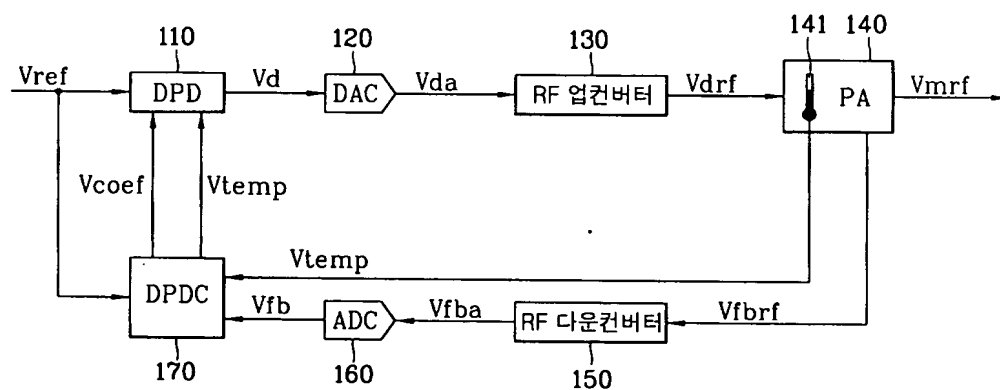 110
120
130
141
140
Vref
DPD
Vd
DAC
Vda
RF 업컨버터
Vdrf
PA
Vmrf
Vcoef
Vtemp
Vtemp
DPDC
Vfb
ADC
Vfba
RF 다운컨버터
Vfbrf
170
160
150